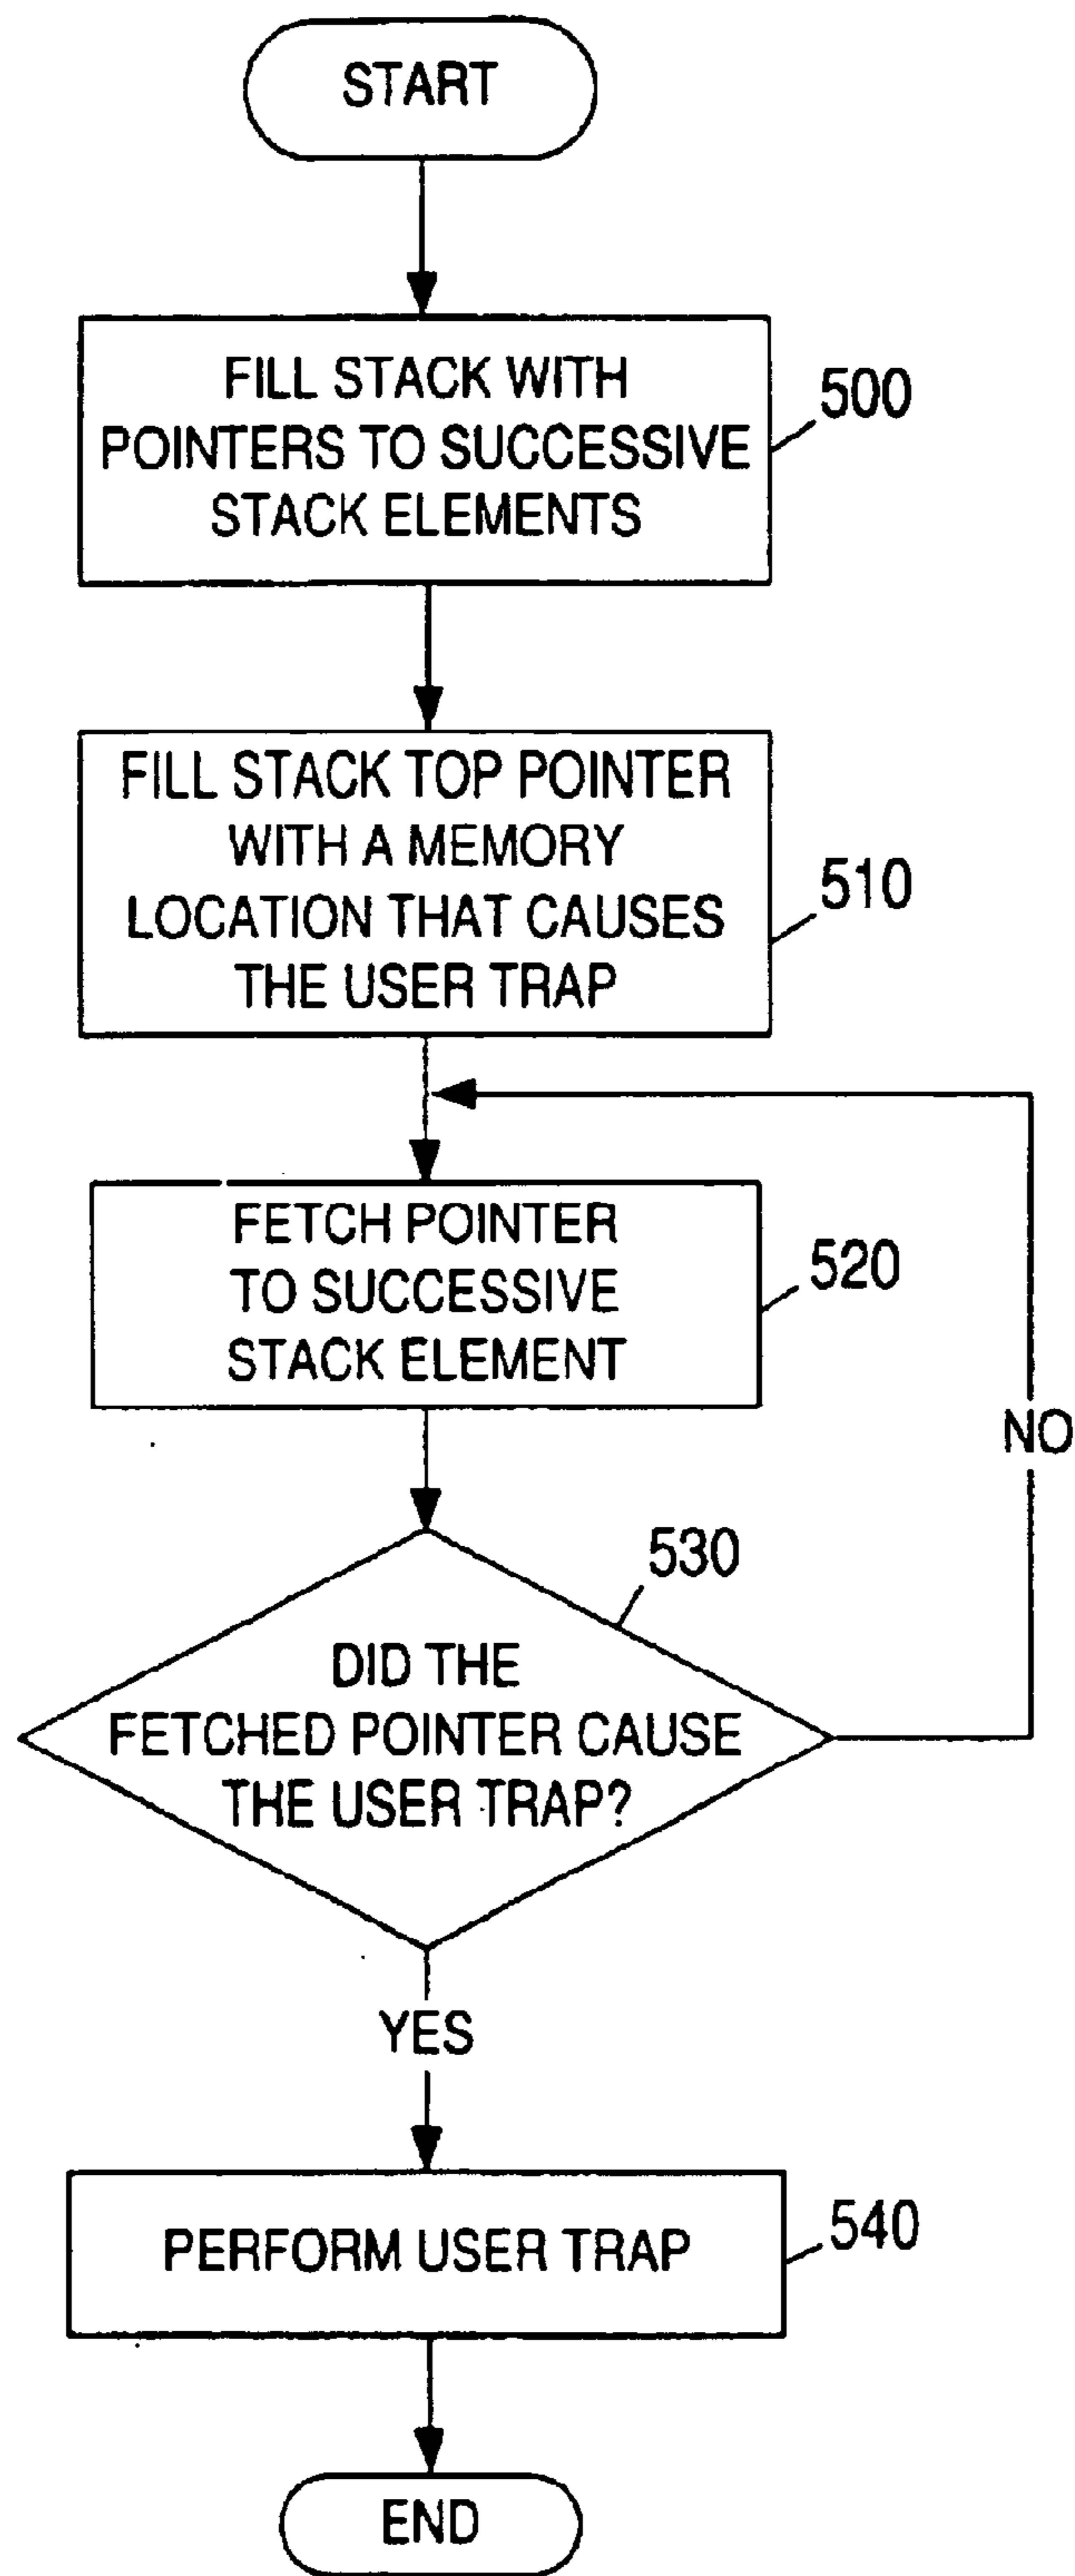 START
FILL STACK WITH
POINTERS TO SUCCESSIVE
STACK ELEMENTS
500
FILL STACK TOP POINTER
WITH A MEMORY
LOCATION THAT CAUSES
THE USER TRAP
510
FETCH POINTER
TO SUCCESSIVE
STACK ELEMENT
520
NO
530
DID THE
FETCHED POINTER CAUSE
THE USER TRAP?
YES
PERFORM USER TRAP
540
END